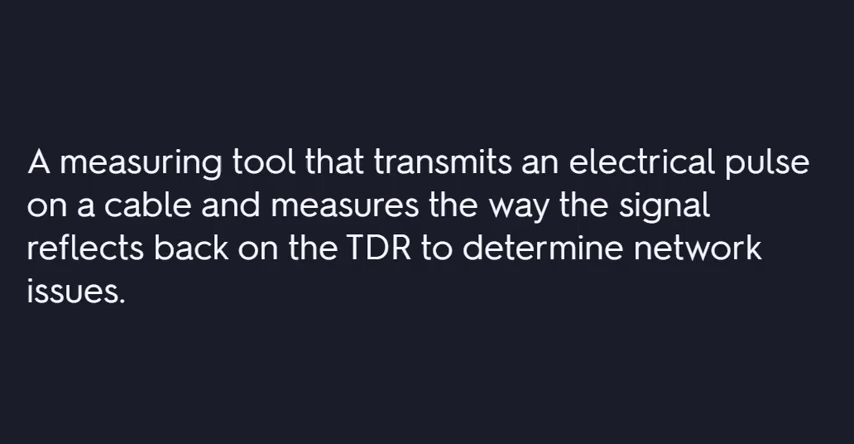 A measuring tool that transmits an electrical pulse
on a cable and measures the way the signal
reflects back on the TDR to determine network
issues.